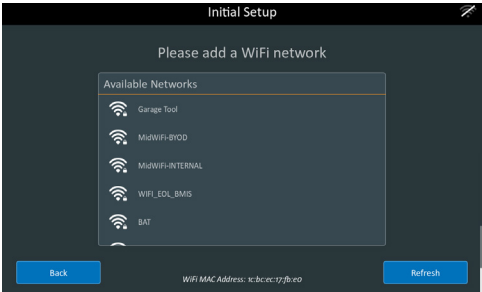 Initial Setup
Please add a WiFi network
Available Networks
Garage Tool
MidWiFi-BYOD
MidWiFi-INTERNAL
WIFI_EOL_BMIS
BAT
Back
WiFi MAC Address: 1c:bc:ec:17:fb:e0
Refresh